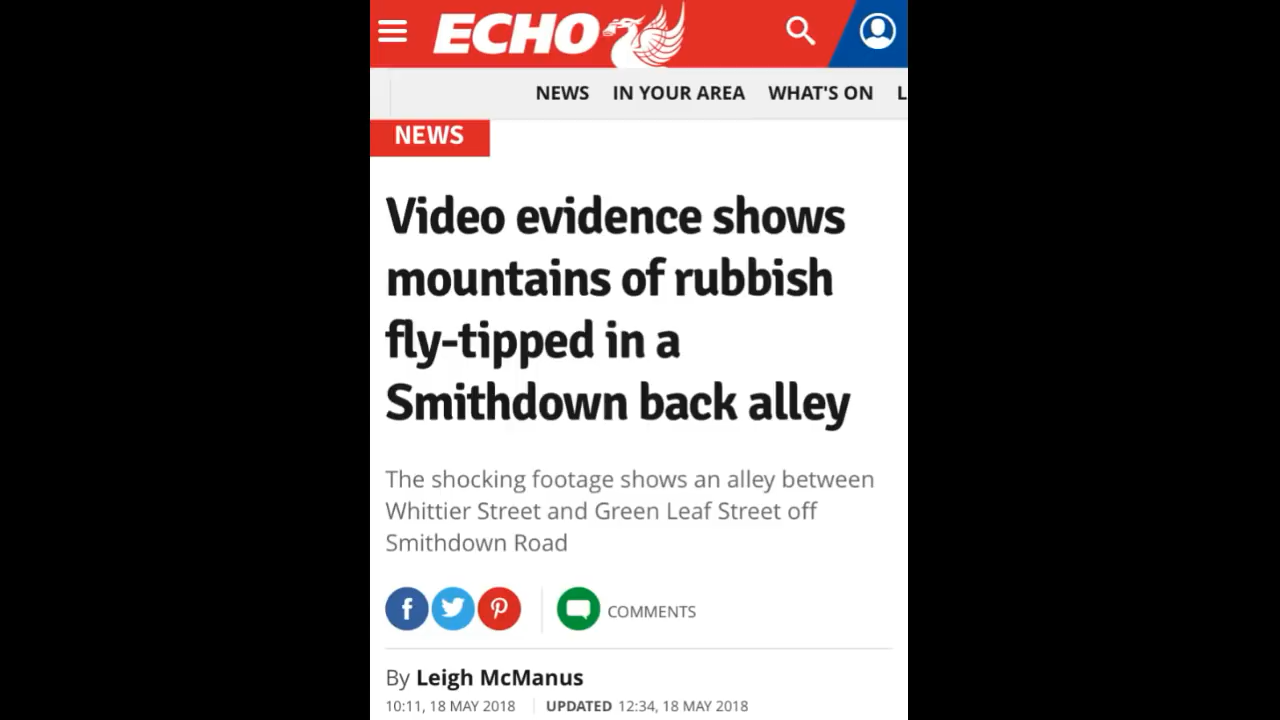 ECHO
NEWS IN YOUR AREA WHAT'S ON L
NEWS
Video evidence shows
mountains of rubbish
fly-tipped in a
Smithdown back alley
The shocking footage shows an alley between
Whittier Street and Green Leaf Street off
Smithdown Road
COMMENTS
By Leigh McManus
10:11, 18 MAY 2018 UPDATED 12:34, 18 MAY 2018